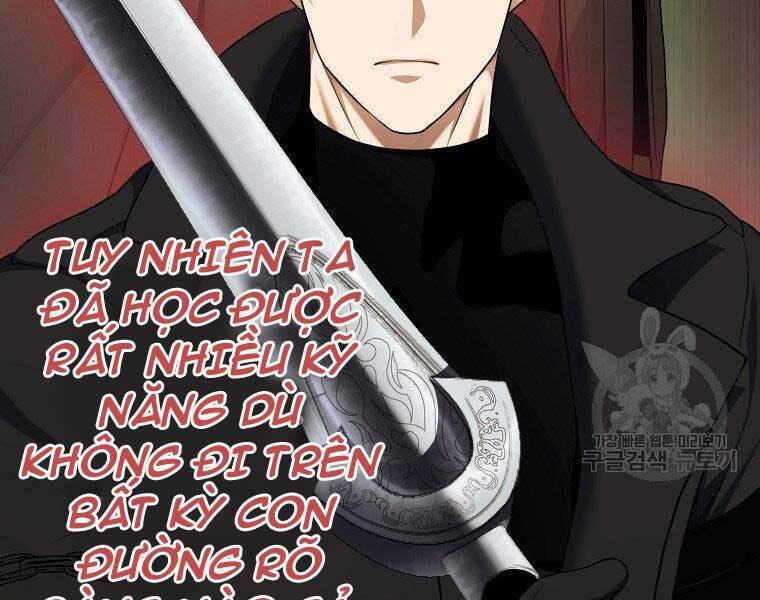 TUY NHIÊN TA
ĐÃ HỌC ĐƯỢC
RẤT NHIỀU KỸ
NĂNG DÙ
KHÔNG ĐI TRÊN
BẤT KỲ CON
ĐƯỜNG RÕ
가장 빠른 웹툰 미리보기
구글검색 뉴토끼